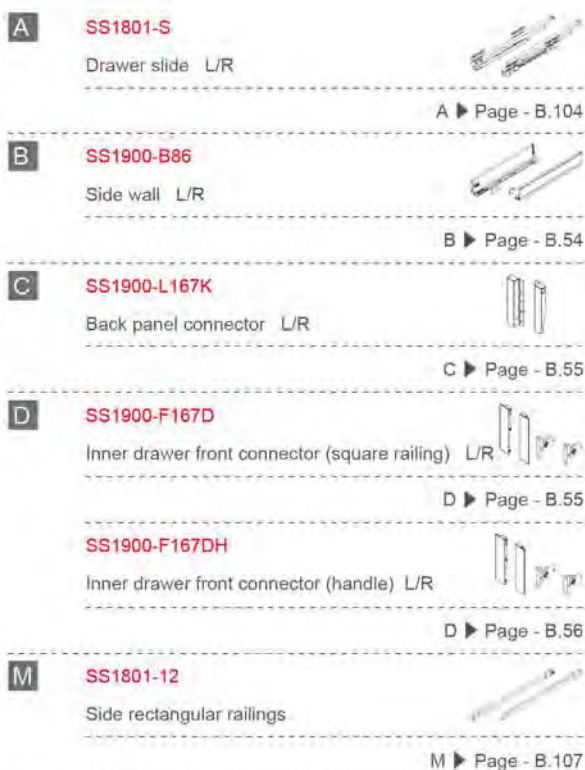 A
SS1801-S
Drawer slide L/R
A ▶ Page - B.104
B
SS1900-B86
Side wall L/R
B ▶ Page - B.54
C
SS1900-L167K
Back panel connector L/R
C ▶ Page - B.55
D
SS1900-F167D
Inner drawer front connector (square railing) L/R
D ▶ Page - B.55
SS1900-F167DH
Inner drawer front connector (handle) L/R
D ▶ Page - B.56
M
SS1801-12
Side rectangular railings
M ▶ Page - B.107